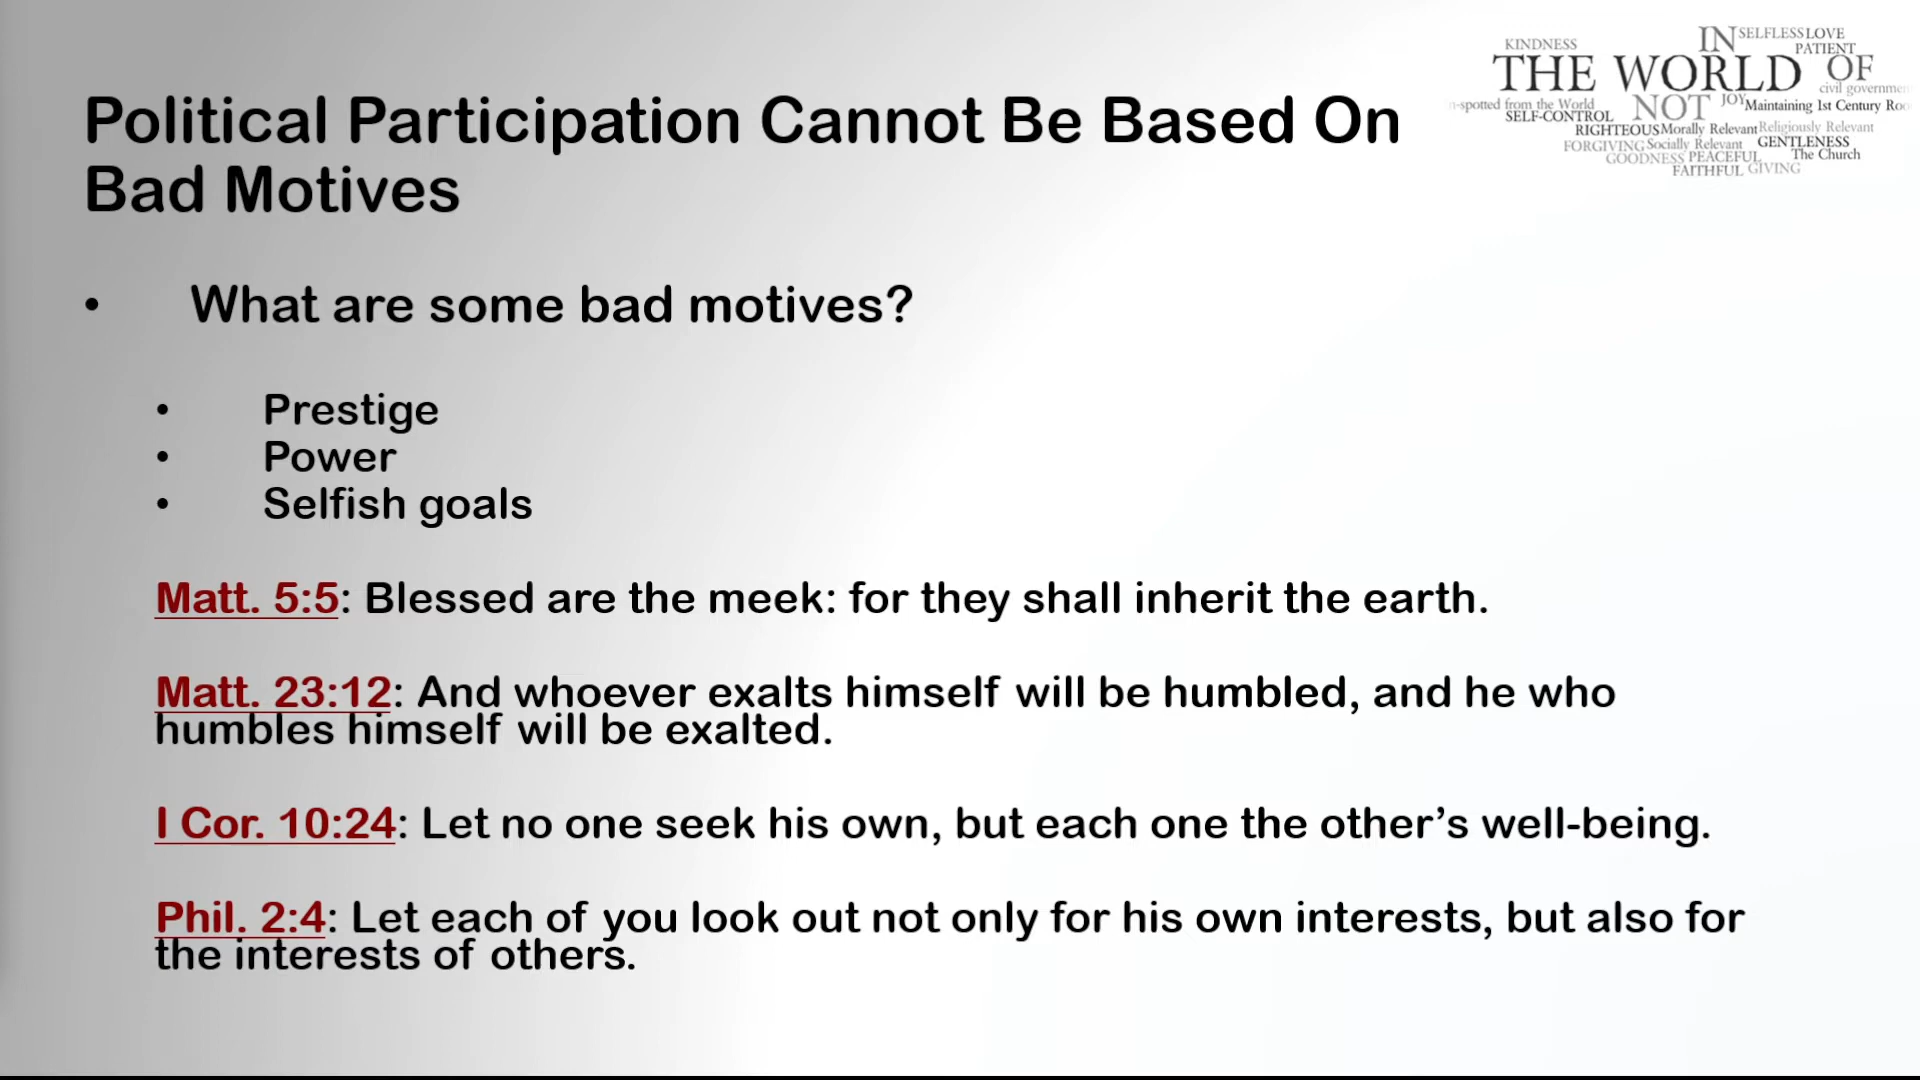 Political Participation Cannot Be Based On
Bad Motives
• What are some bad motives?
• Prestige
• Power
• Selfish goals
Matt. 5:5: Blessed are the meek: for they shall inherit the earth.
Matt. 23:12: And whoever exalts himself will be humbled, and he who
humbles himself will be exalted.
I Cor. 10:24: Let no one seek his own, but each one the other’s well-being.
Phil. 2:4: Let each of you look out not only for his own interests, but also for
the interests of others.
KINDNESS IN SELFLESS LOVE
PATIENT
THE WORLD OF
civil governmen
-spotted from the World NOT JOY Maintaining 1st Century Roo
SELF-CONTROL
RIGHTEOUS Morally Relevant Religiously Relevant
FORGIVING Socially Relevant GENTLENESS
GOODNESS PEACEFUL The Church
FAITHFUL GIVING